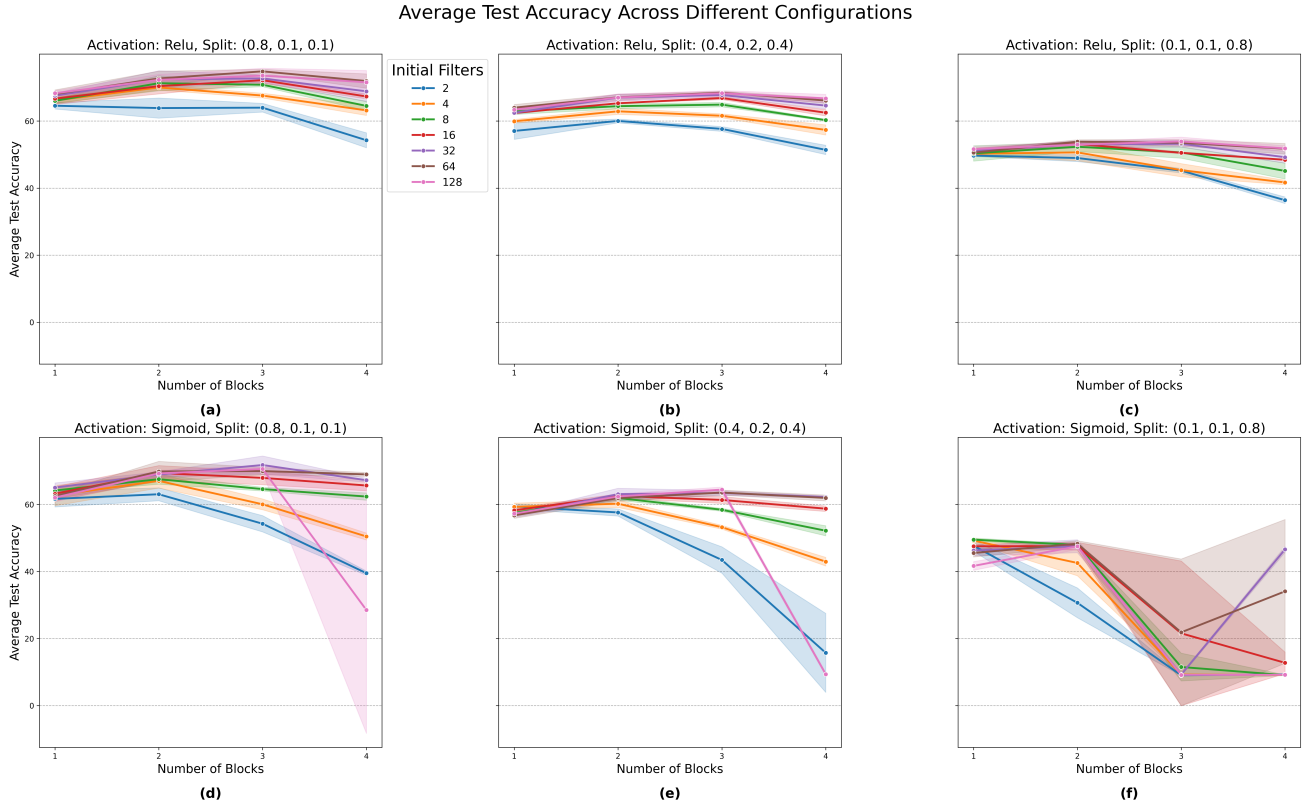 Average Test Accuracy Across Different Configurations
Activation: Relu, Split: (0.8, 0.1, 0.1)
Average Test Accuracy
60
40
20
0
1 2 3 4
Number of Blocks
(a)
Initial Filters
2
4
8
16
32
64
128
Activation: Relu, Split: (0.4, 0.2, 0.4)
1 2 3 4
Number of Blocks
(b)
Activation: Relu, Split: (0.1, 0.1, 0.8)
1 2 3 4
Number of Blocks
(c)
Activation: Sigmoid, Split: (0.8, 0.1, 0.1)
Average Test Accuracy
60
40
20
0
1 2 3 4
Number of Blocks
(d)
Activation: Sigmoid, Split: (0.4, 0.2, 0.4)
1 2 3 4
Number of Blocks
(e)
Activation: Sigmoid, Split: (0.1, 0.1, 0.8)
1 2 3 4
Number of Blocks
(f)